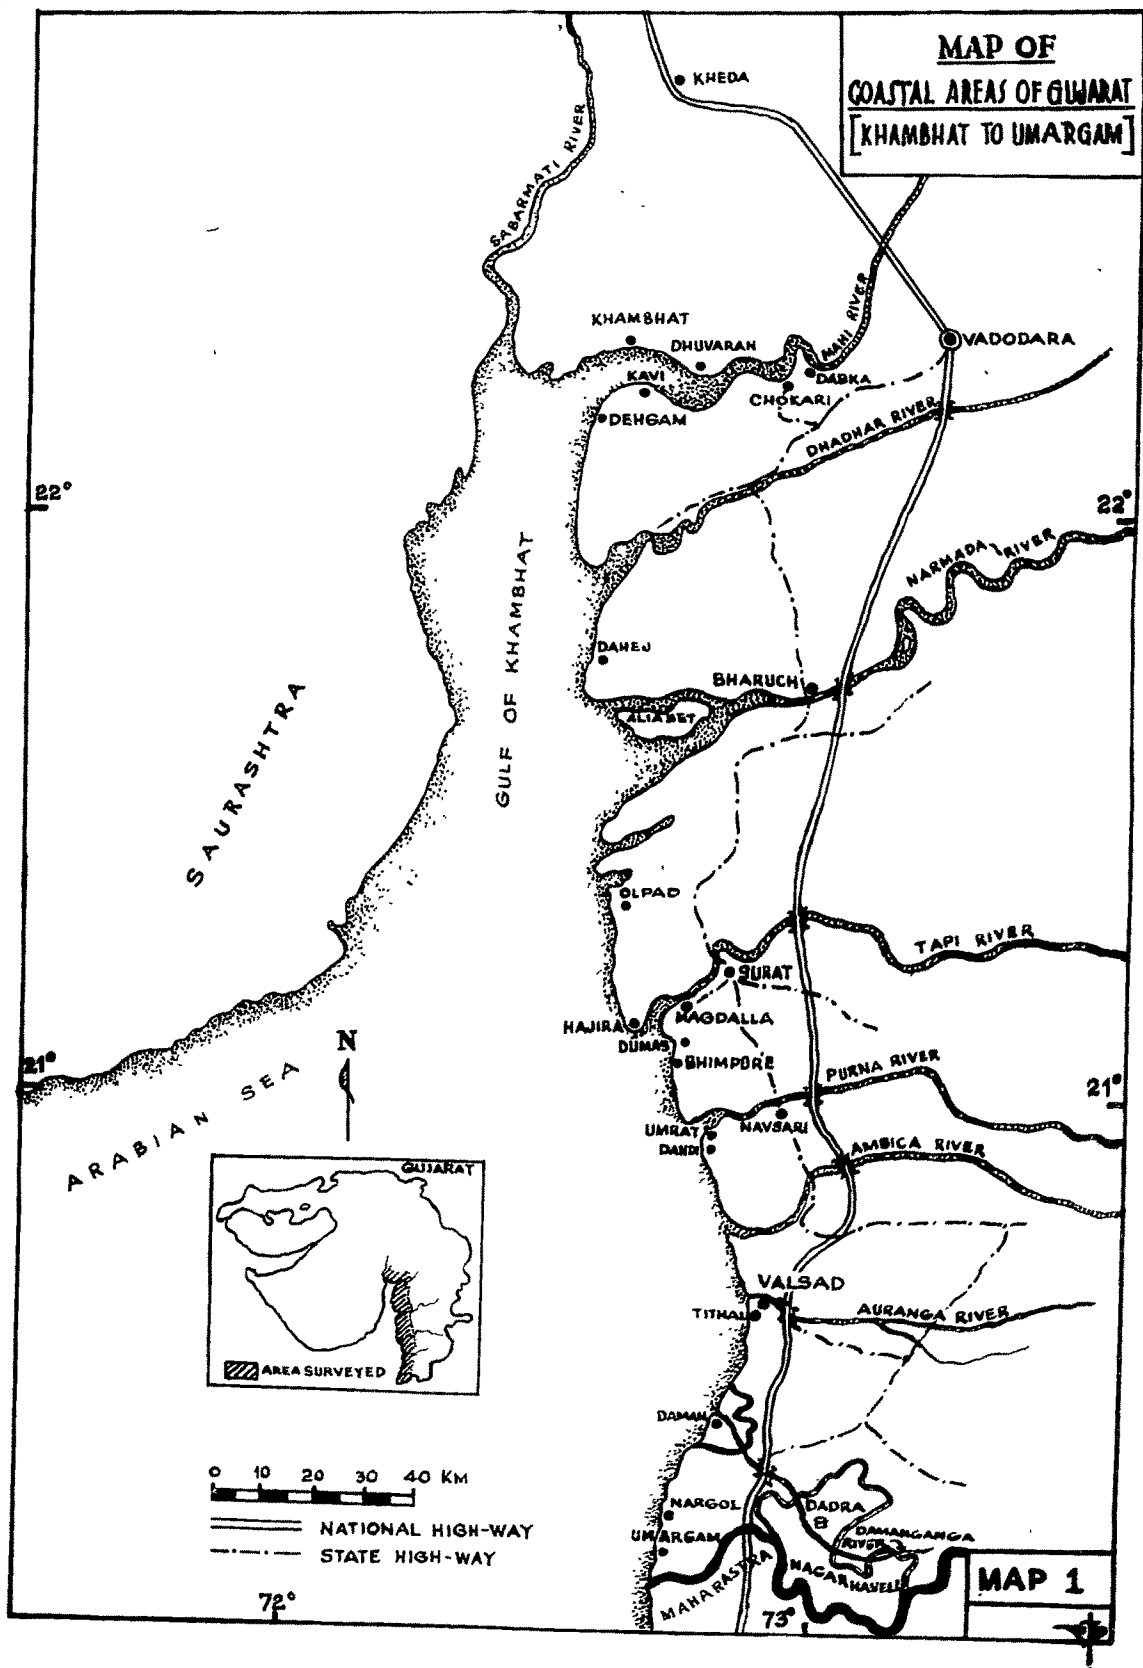 MAP OF
COASTAL AREAS OF GUJARAT
[KHAMBHAT TO UMARGAM]
KHEDA
SABARMATI RIVER
KHAMBHAT
DHUVARAN
MAHI RIVER
VADODARA
KAVI
DABKA
CHOKARI
DEHGAM
DHADHAR RIVER
22°
22°
NARMADA RIVER
GULF OF KHAMBHAT
DAHEJ
BHARUCH
ALIABET
SAURASHTRA
OLPAD
TAPI RIVER
SURAT
HAJIRA
MAGDALLA
DUMAS
BHIMPORE
21°
21°
N
ARABIAN SEA
PURNA RIVER
UMRAT
NAVSARI
DANDI
AMBICA RIVER
GUJARAT
AREA SURVEYED
VALSAD
TITHAL
AURANGA RIVER
DAMAN
0 10 20 30 40 KM
NATIONAL HIGH-WAY
STATE HIGH-WAY
NARGOL
DADRA
&
NAGAR HAVELI
DAMANGANGA
RIVER
UMARGAM
MAHARASTRA
MAP 1
72°
73°